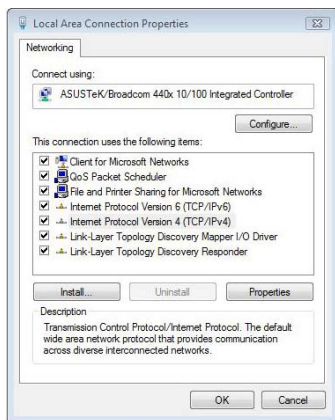 Local Area Connection Properties
Networking
Connect using:
ASUSTeK/Broadcom 440x 10/100 Integrated Controller
Configure...
This connection uses the following items:
Client for Microsoft Networks
QoS Packet Scheduler
File and Printer Sharing for Microsoft Networks
Internet Protocol Version 6 (TCP/IPv6)
Internet Protocol Version 4 (TCP/IPv4)
Link-Layer Topology Discovery Mapper I/O Driver
Link-Layer Topology Discovery Responder
Install...
Uninstall
Properties
Description
Transmission Control Protocol/Internet Protocol. The default
wide area network protocol that provides communication
across diverse interconnected networks.
OK
Cancel